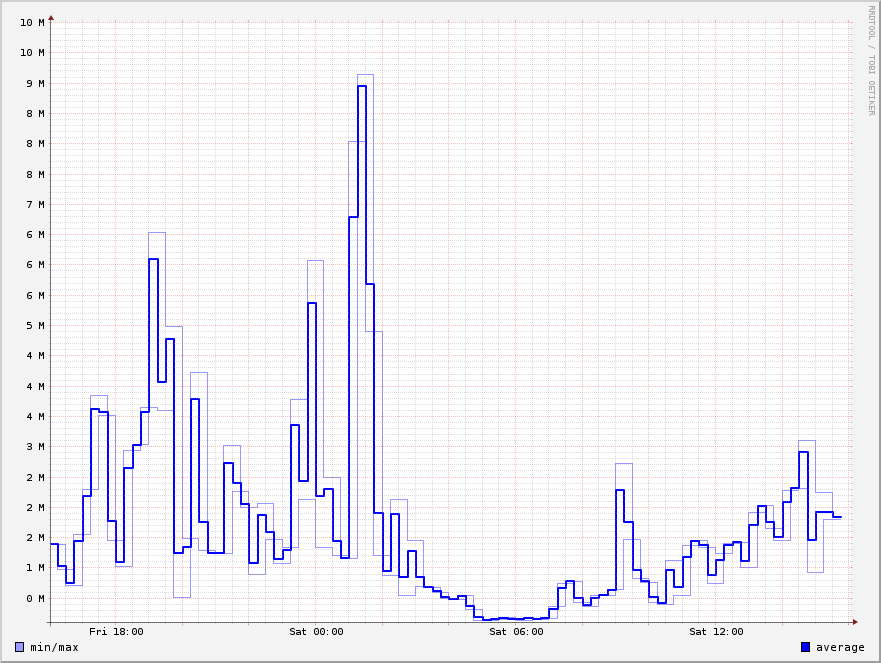 RRDTOOL / TOBI OETIKER
10 M
10 M
9 M
8 M
8 M
8 M
7 M
6 M
6 M
6 M
5 M
4 M
4 M
4 M
3 M
2 M
2 M
2 M
1 M
0 M
Fri 18:00 Sat 00:00 Sat 06:00 Sat 12:00
min/max average